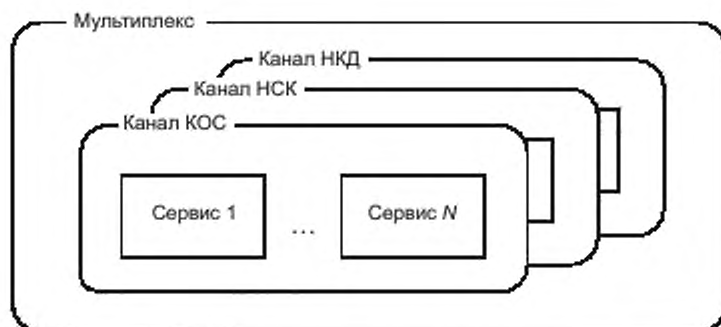 Мультиплекс
Канал НКД
Канал НСК
Канал КОС
Сервис 1 ... Сервис N